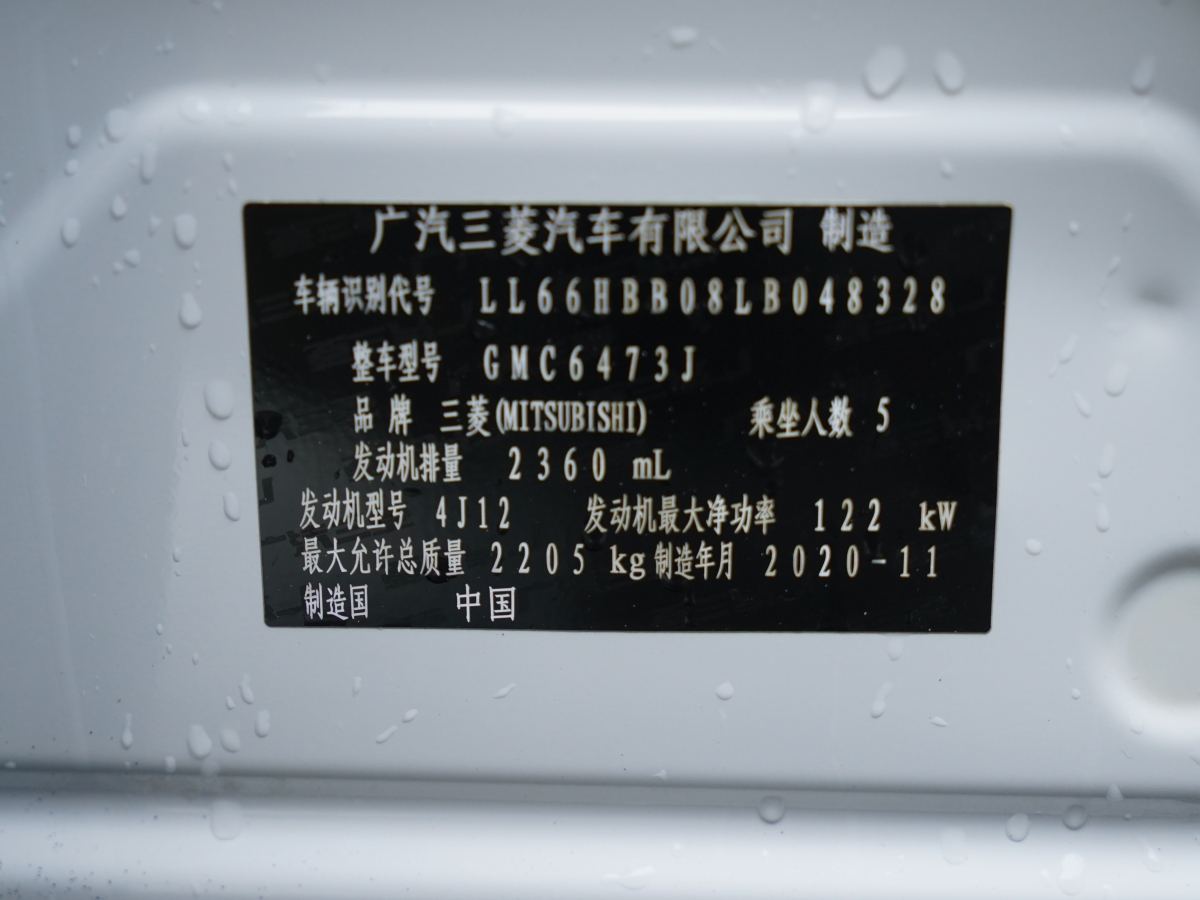 广汽三菱汽车有限公司 制造
车辆识别代号 LL66HBB08LB048328
整车型号 GMC6473J
品牌 三菱(MITSUBISHI) 乘坐人数 5
发动机排量 2360 mL
发动机型号 4J12 发动机最大净功率 122 kW
最大允许总质量 2205 kg 制造年月 2020-11
制造国 中国